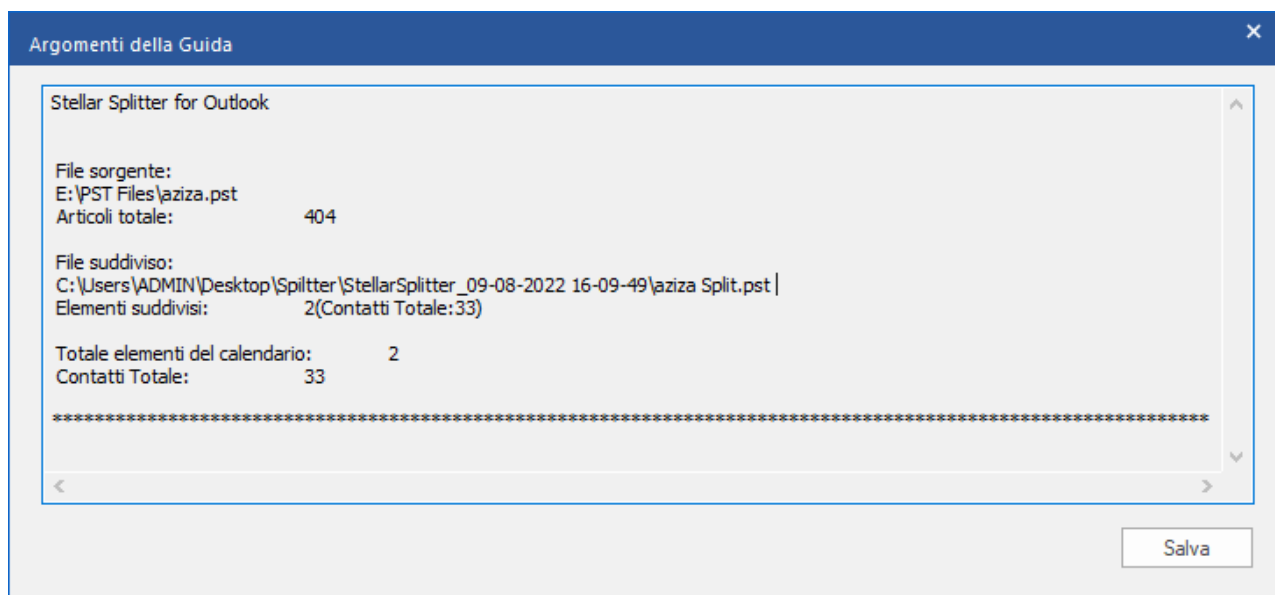 Argomenti della Guida
Stellar Splitter for Outlook
File sorgente:
E:\PST Files\aziza.pst
Articoli totale: 404
File suddiviso:
C:\Users\ADMIN\Desktop\Spiltter\StellarSplitter_09-08-2022 16-09-49\aziza Split.pst
Elementi suddivisi: 2(Contatti Totale:33)
Totale elementi del calendario: 2
Contatti Totale: 33
**************************************************************************************************************
Salva